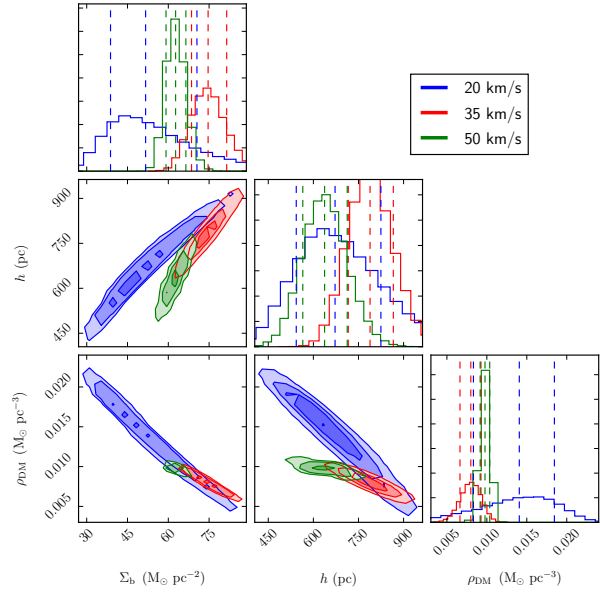 20 km/s
35 km/s
50 km/s
900
750
600
450
h (pc)
0.020
0.015
0.010
0.005
ρDM (M⊙ pc−3)
30 45 60 75
450 600 750 900
0.005 0.010 0.015 0.020
Σb (M⊙ pc−2)
h (pc)
ρDM (M⊙ pc−3)